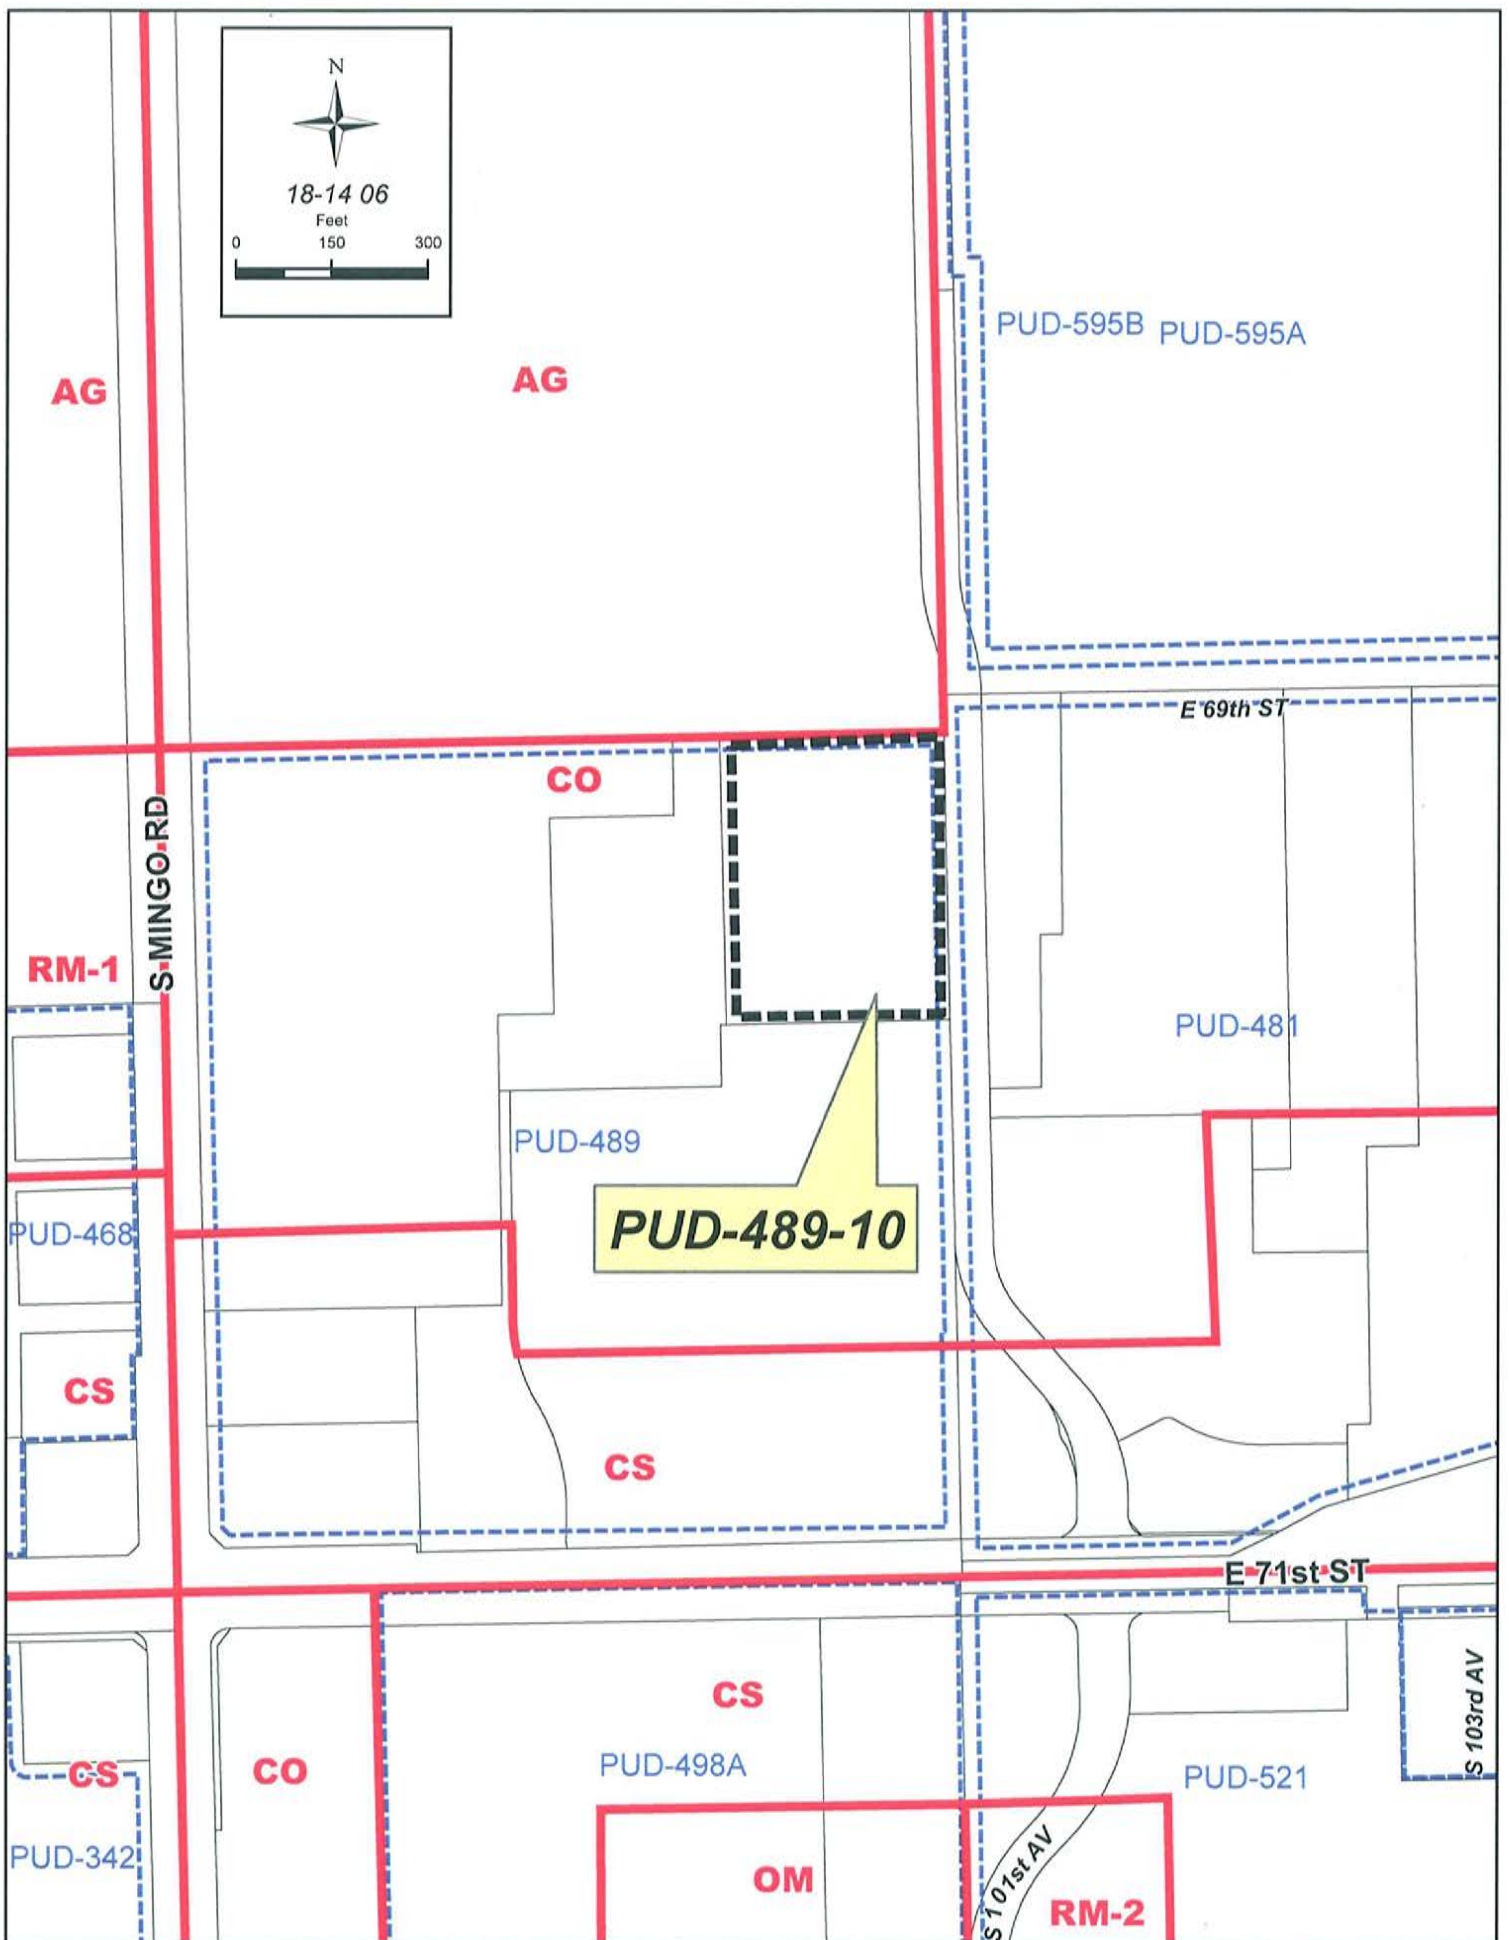 N
18-14 06
Feet
0 150 300
PUD-595B
PUD-595A
AG
AG
E 69th ST
CO
S MINGO RD
RM-1
PUD-481
PUD-489
PUD-489-10
PUD-468
CS
CS
E 71st ST
CS
S 103rd AV
CS
CO
PUD-498A
PUD-521
PUD-342
OM
S 101st AV
RM-2